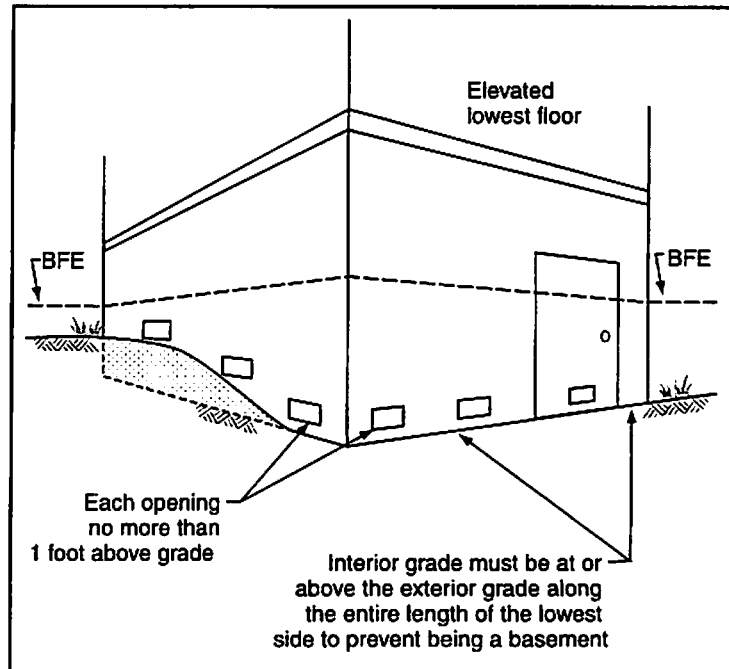 Elevated
lowest floor
BFE
BFE
Each opening
no more than
1 foot above grade
Interior grade must be at or
above the exterior grade along
the entire length of the lowest
side to prevent being a basement